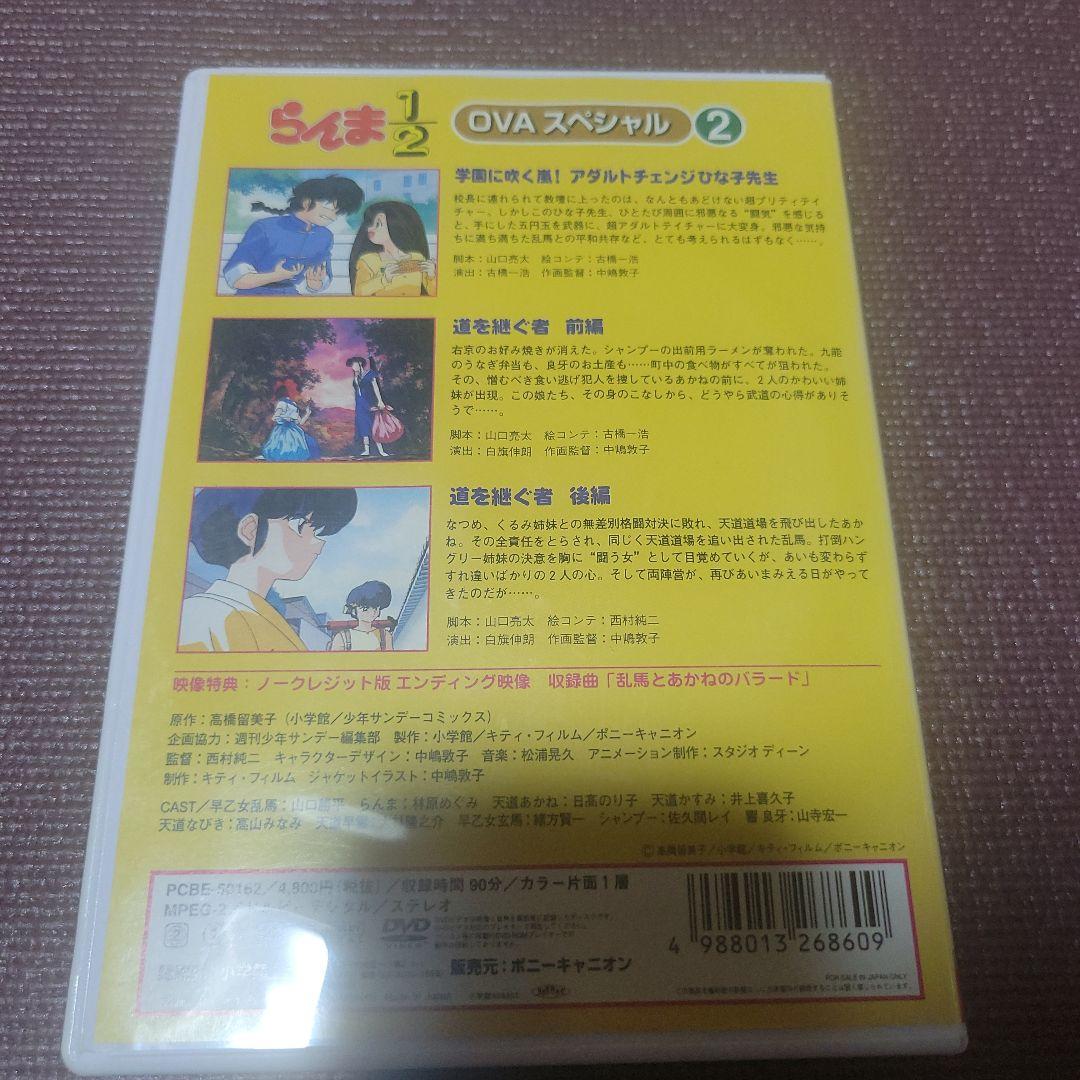 らんま1/2 OVA スペシャル 2
学園に吹く嵐! アダルトチェンジひな子先生
校長に連れられて教壇に上ったのは、なんともあどけない超プリティテイ
チャー。しかしこのひな子先生、ひとたび周囲に邪悪なる“闘気”を感じる
と、手にした五円玉を武器に、超アダルトテイチャーに大変身。邪悪な気持
ちに満ち満ちた乱馬との平和共存など、とても考えられるはずもなく……。
脚本：山口亮太 絵コンテ：古橋一浩
演出：古橋一浩 作画監督：中嶋敦子
道を継ぐ者 前編
右京のお好み焼きが消えた。シャンプーの出前用ラーメンが奪われた。九能
のうなぎ弁当も、良牙のお土産も……町中の食べ物がすべてが狙われた。
その、憎むべき食い逃げ犯人を捜しているあかねの前に、2人のかわいい姉
妹が出現。この娘たち、その身のこなしから、どうやら武道の心得がありそ
うで……。
脚本：山口亮太 絵コンテ：古橋一浩
演出：白旗伸朗 作画監督：中嶋敦子
道を継ぐ者 後編
なつめ、くるみ姉妹との無差別格闘対決に敗れ、天道道場を飛び出したあか
ね。その全責任をとらされ、同じく天道道場を追い出された乱馬。打倒ハン
グリー姉妹の決意を胸に“闘う女”として目覚めていくが、あいも変わらず
すれ違いばかりの2人の心。そして両陣営が、再びあいまみえる日がやって
きたのだが……。
脚本：山口亮太 絵コンテ：西村純二
演出：白旗伸朗 作画監督：中嶋敦子
映像特典：ノークレジット版 エンディング映像 収録曲「乱馬とあかねのバラード」
原作：高橋留美子（小学館／少年サンデーコミックス）
企画協力：週刊少年サンデー編集部 製作：小学館／キティ・フィルム／ポニーキャニオン
監督：西村純二 キャラクターデザイン：中嶋敦子 音楽：松浦晃久 アニメーション制作：スタジオディーン
制作：キティ・フィルム ジャケットイラスト：中嶋敦子
CAST／早乙女乱馬：山口勝平 らんま：林原めぐみ 天道あかね：日髙のり子 天道かすみ：井上喜久子
天道なびき：高山みなみ 天道早雲：龍之介 早乙女玄馬：緒方賢一 シャンプー：佐久間レイ 響 良牙：山寺宏一
©高橋留美子／小学館／キティ・フィルム／ポニーキャニオン
PCBE-50162／4,800円（税抜）／収録時間 90分／カラー片面1層
MPEG-2／ドルビーデジタル／ステレオ
2
DVD
VIDEO
4 988013 268609
小学館
販売元：ポニーキャニオン
FOR SALE IN JAPAN ONLY